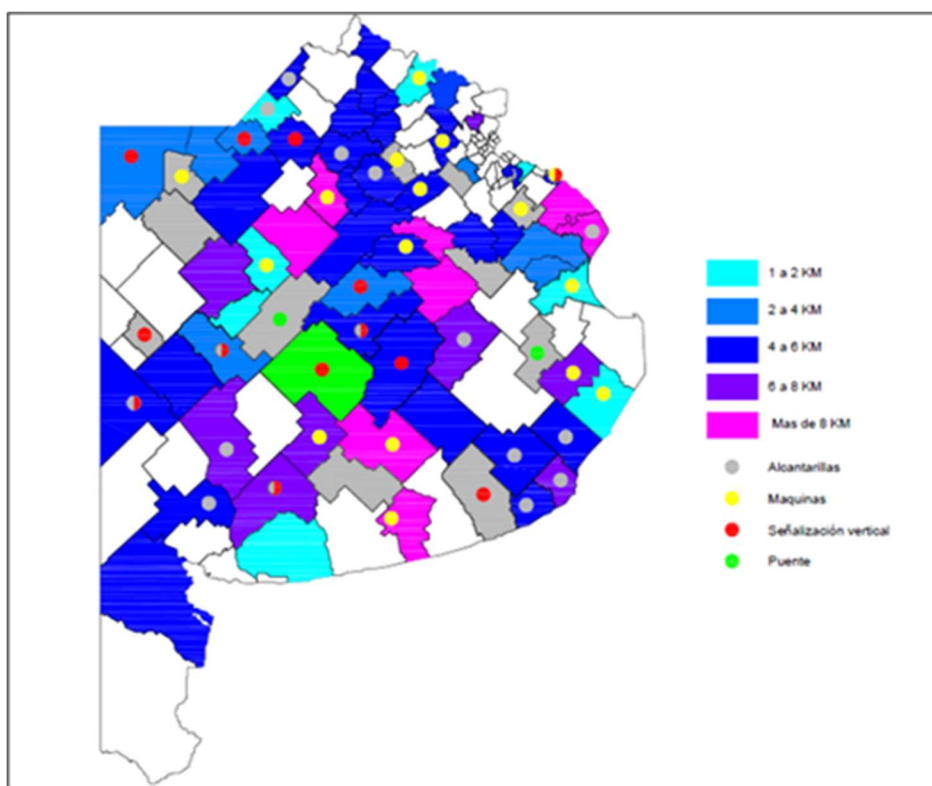 1 a 2 KM
2 a 4 KM
4 a 6 KM
6 a 8 KM
Mas de 8 KM
Alcantarillas
Maquinas
Señalización vertical
Puente